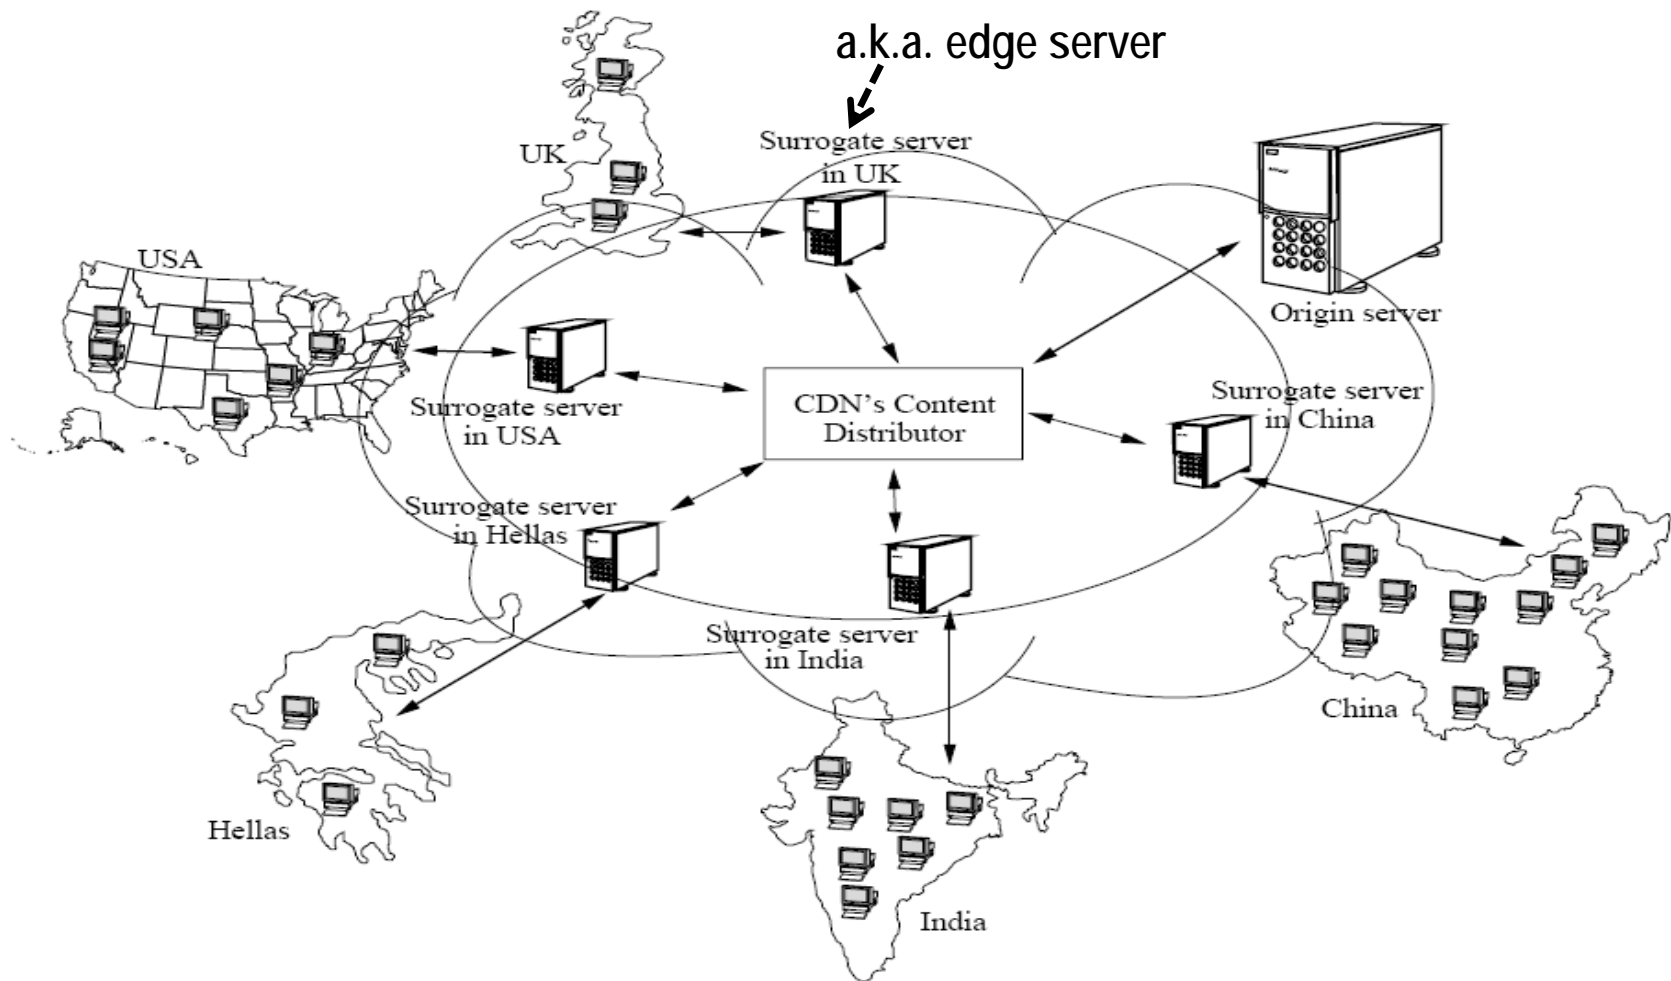 a.k.a. edge server
Surrogate server
in UK
UK
USA
Origin server
Surrogate server
in USA
CDN's Content
Distributor
Surrogate server
in China
Surrogate server
in Hellas
Surrogate server
in India
China
Hellas
India